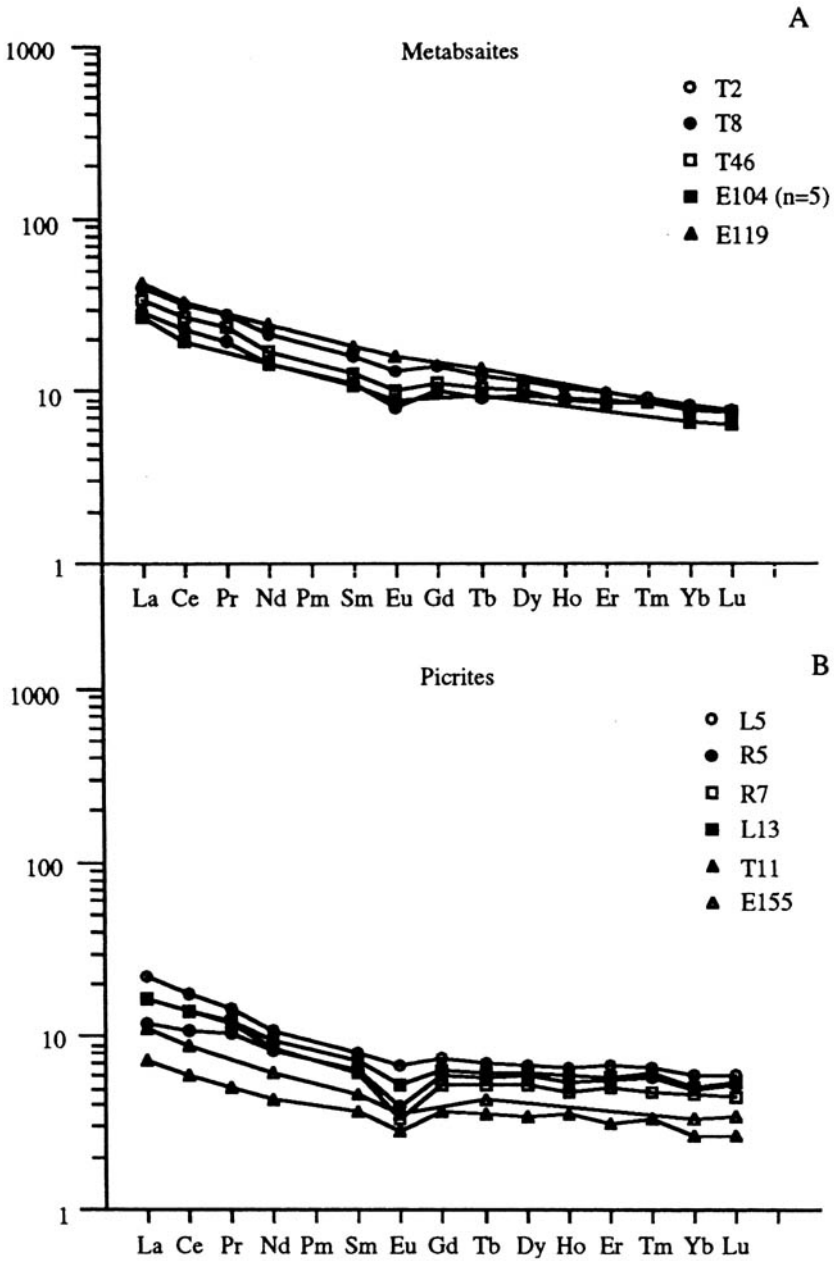 A
Metabsaites
1000
100
10
1
T2
T8
T46
E104 (n=5)
E119
La Ce Pr Nd Pm Sm Eu Gd Tb Dy Ho Er Tm Yb Lu
B
Picrites
1000
100
10
1
L5
R5
R7
L13
T11
E155
La Ce Pr Nd Pm Sm Eu Gd Tb Dy Ho Er Tm Yb Lu